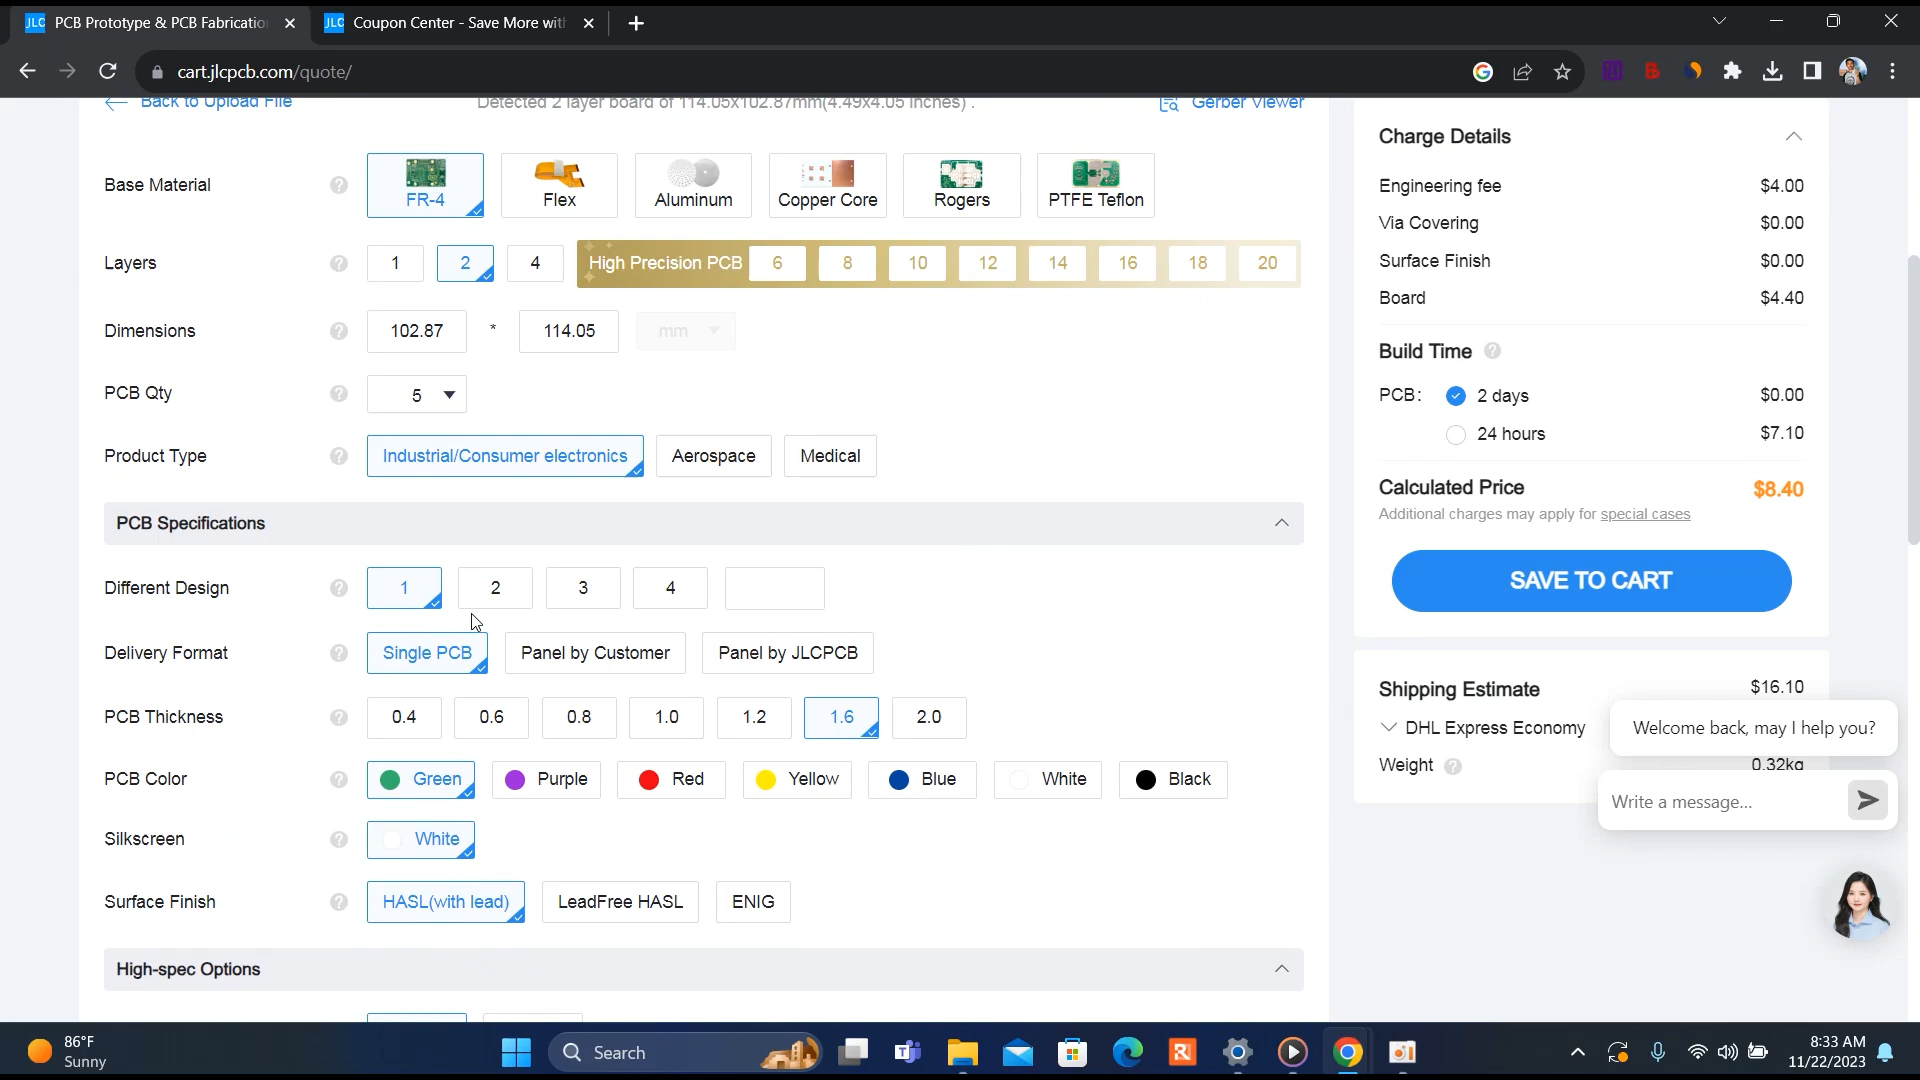 PCB Prototype & PCB Fabricatio
Coupon Center - Save More with
cart.jlcpcb.com/quote/
Back to Upload File
Detected 2 layer board of 114.05x102.87mm(4.49x4.05 inches) .
Gerber Viewer
Base Material
FR-4
Flex
Aluminum
Copper Core
Rogers
PTFE Teflon
Layers
1
2
4
High Precision PCB
6
8
10
12
14
16
18
20
Dimensions
102.87
*
114.05
mm
PCB Qty
5
Product Type
Industrial/Consumer electronics
Aerospace
Medical
PCB Specifications
Different Design
1
2
3
4
Delivery Format
Single PCB
Panel by Customer
Panel by JLCPCB
PCB Thickness
0.4
0.6
0.8
1.0
1.2
1.6
2.0
PCB Color
Green
Purple
Red
Yellow
Blue
White
Black
Silkscreen
White
Surface Finish
HASL(with lead)
LeadFree HASL
ENIG
High-spec Options
Charge Details
Engineering fee $4.00
Via Covering $0.00
Surface Finish $0.00
Board $4.40
Build Time
PCB: 2 days $0.00
24 hours $7.10
Calculated Price $8.40
Additional charges may apply for special cases
SAVE TO CART
Shipping Estimate $16.10
DHL Express Economy
Weight 0.32kg
Welcome back, may I help you?
Write a message...
86°F
Sunny
Search
8:33 AM
11/22/2023